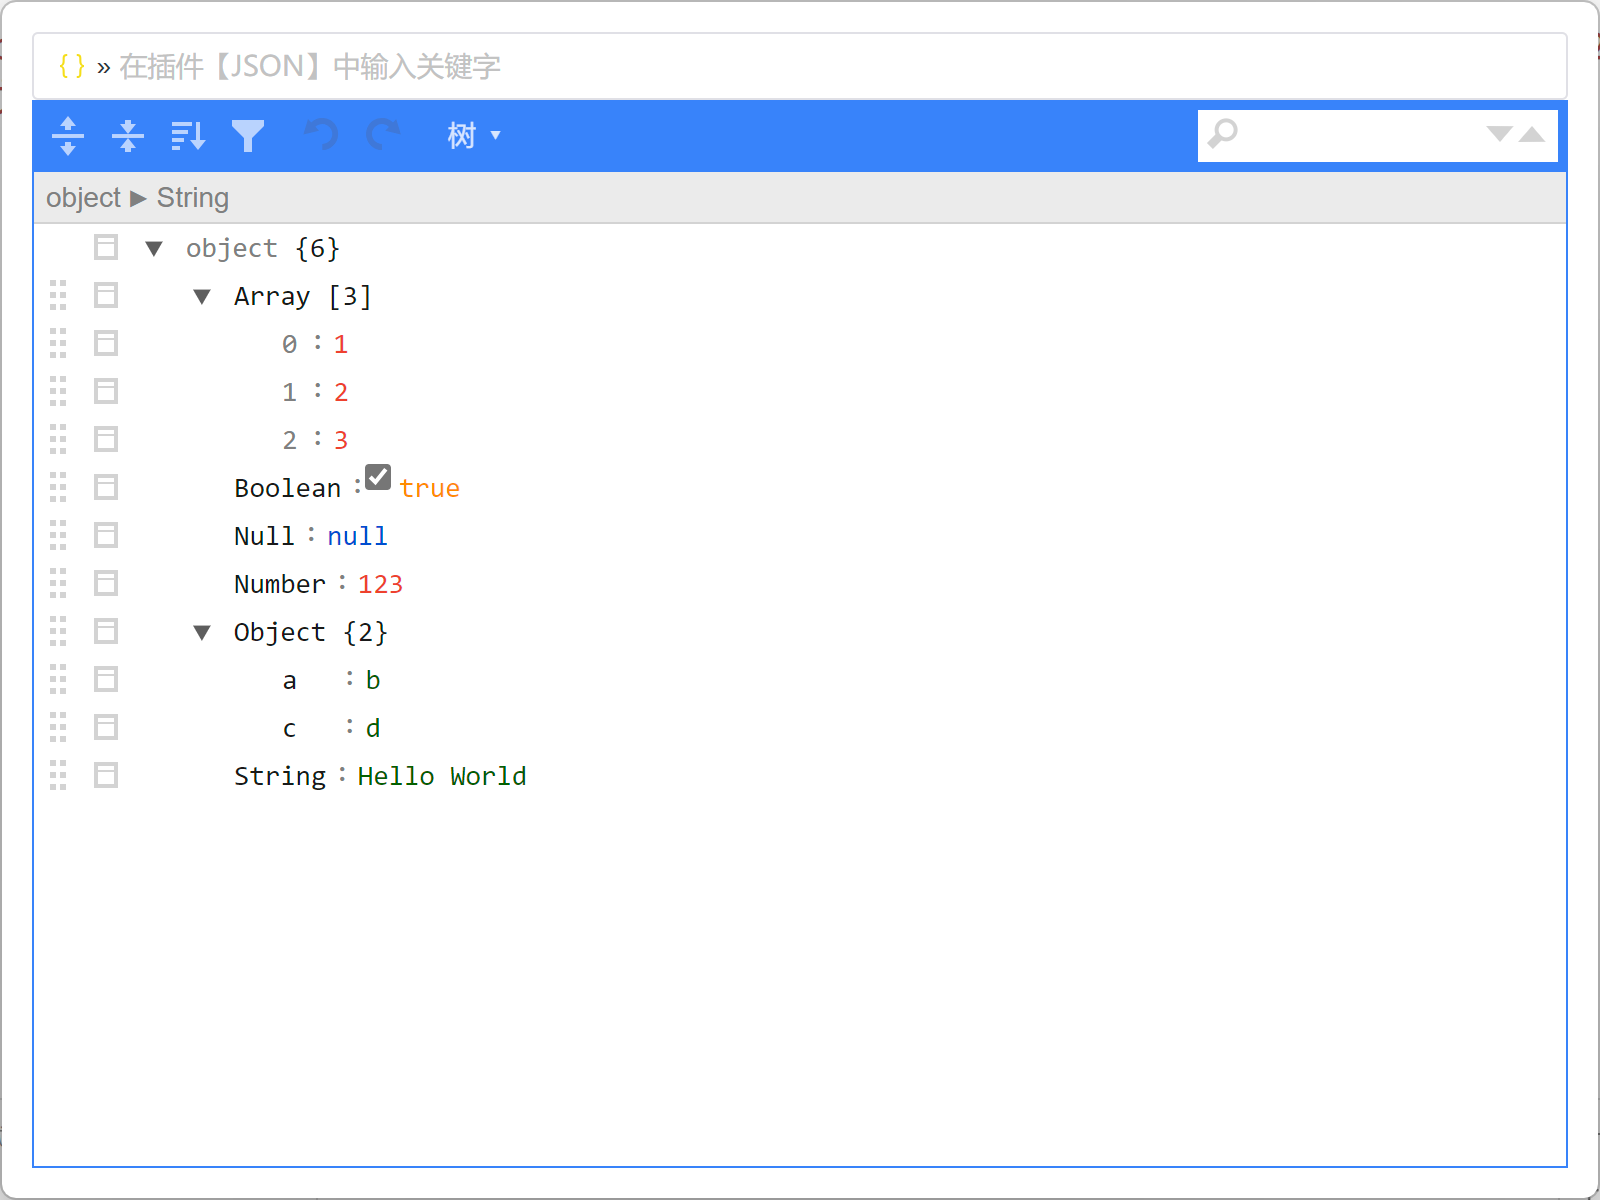 { } » 在插件【JSON】中输入关键字
树 ▾
object ► String
▼ object {6}
▼ Array [3]
0 : 1
1 : 2
2 : 3
Boolean : true
Null : null
Number : 123
▼ Object {2}
a : b
c : d
String : Hello World